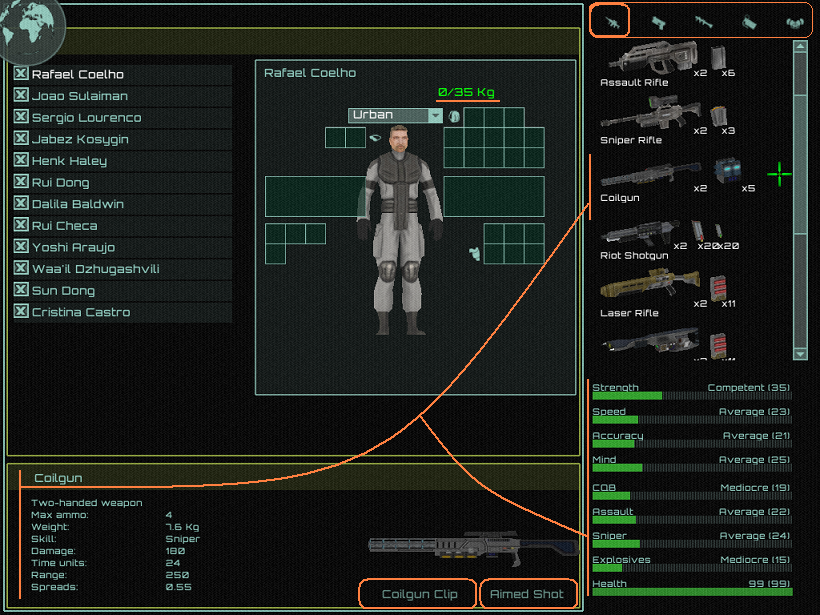 Rafael Coelho
Joao Sulaiman
Sergio Lourenco
Jabez Kosygin
Henk Haley
Rui Dong
Dalila Baldwin
Rui Checa
Yoshi Araujo
Waa'il Dzhugashvili
Sun Dong
Cristina Castro
Rafael Coelho
0/35 Kg
Urban
Assault Rifle x2 x6
Sniper Rifle x2 x3
Coilgun x2 x5
Riot Shotgun x2 x20x20
Laser Rifle x2 x11
Strength Competent (35)
Speed Average (23)
Accuracy Average (21)
Mind Average (25)
CQB Mediocre (19)
Assault Average (22)
Sniper Average (24)
Explosives Mediocre (15)
Health 99 (99)
Coilgun
Two-handed weapon
Max ammo: 4
Weight: 7.6 Kg
Skill: Sniper
Damage: 180
Time units: 24
Range: 250
Spreads: 0.55
Coilgun Clip
Aimed Shot